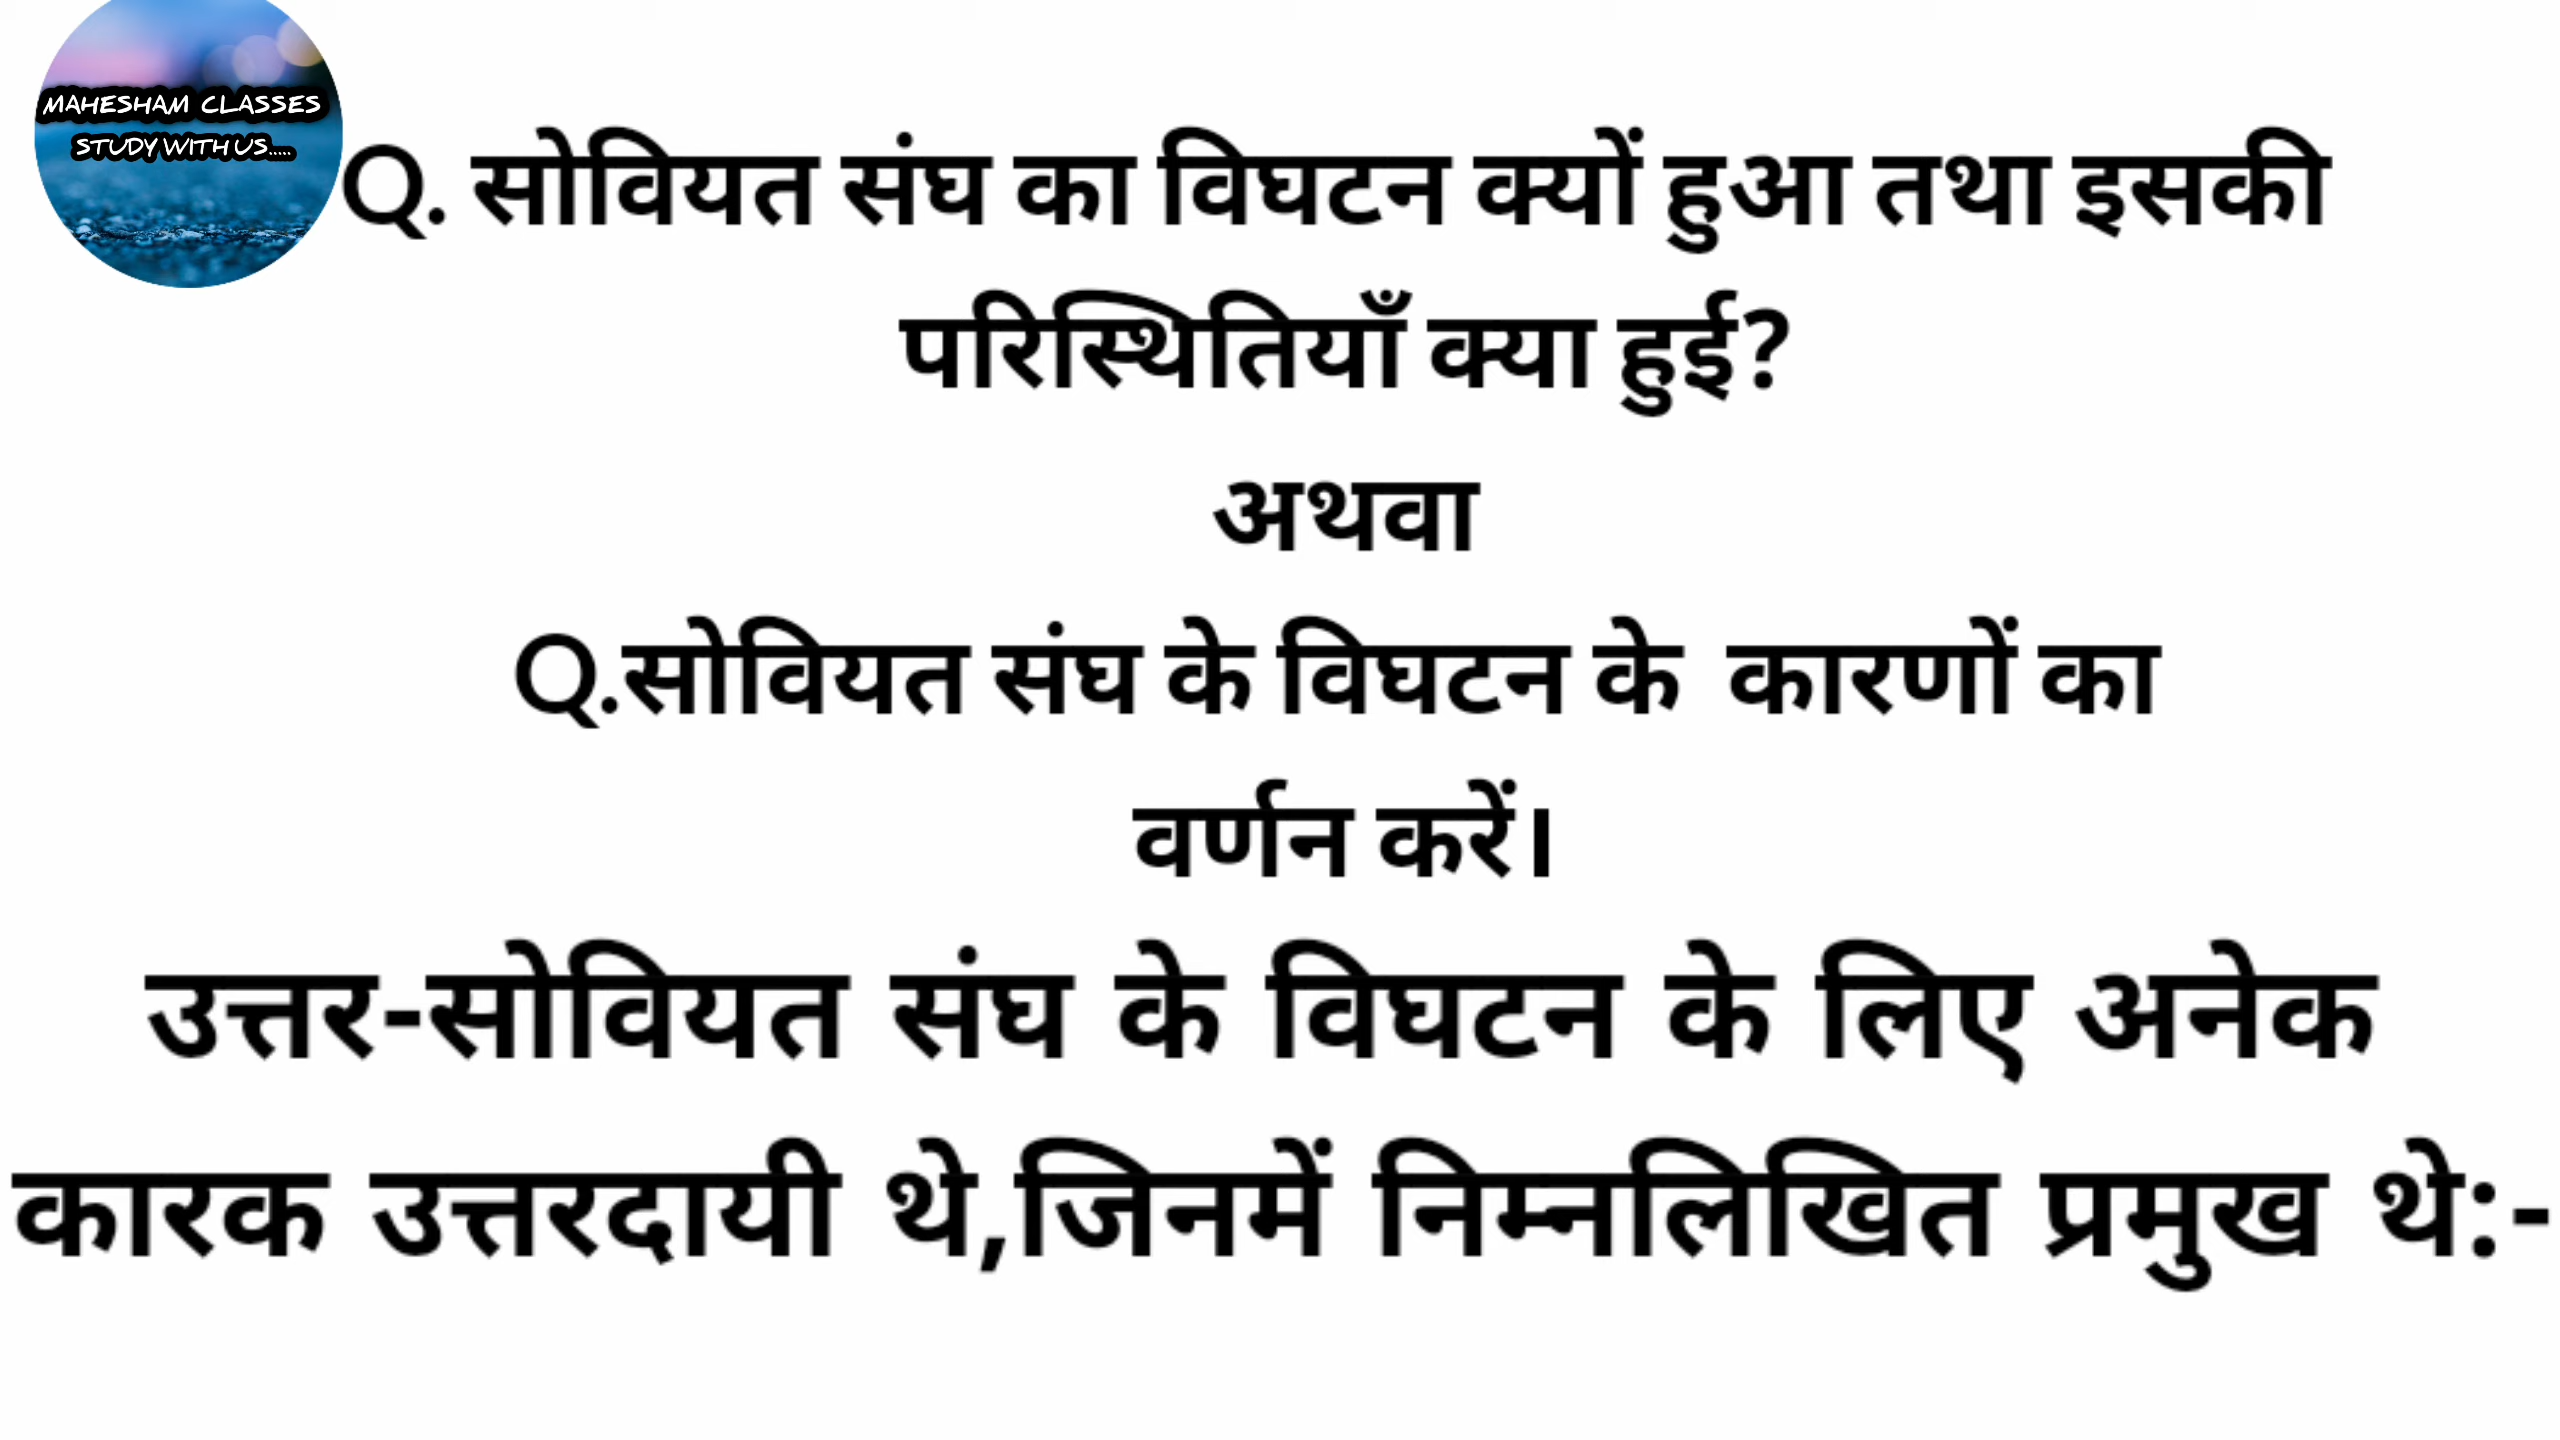 MAHESHAM CLASSES
STUDY WITH US.....
Q. सोवियत संघ का विघटन क्यों हुआ तथा इसकी
परिस्थितियाँ क्या हुई?
अथवा
Q.सोवियत संघ के विघटन के कारणों का
वर्णन करें।
उत्तर-सोवियत संघ के विघटन के लिए अनेक
कारक उत्तरदायी थे,जिनमें निम्नलिखित प्रमुख थे:-